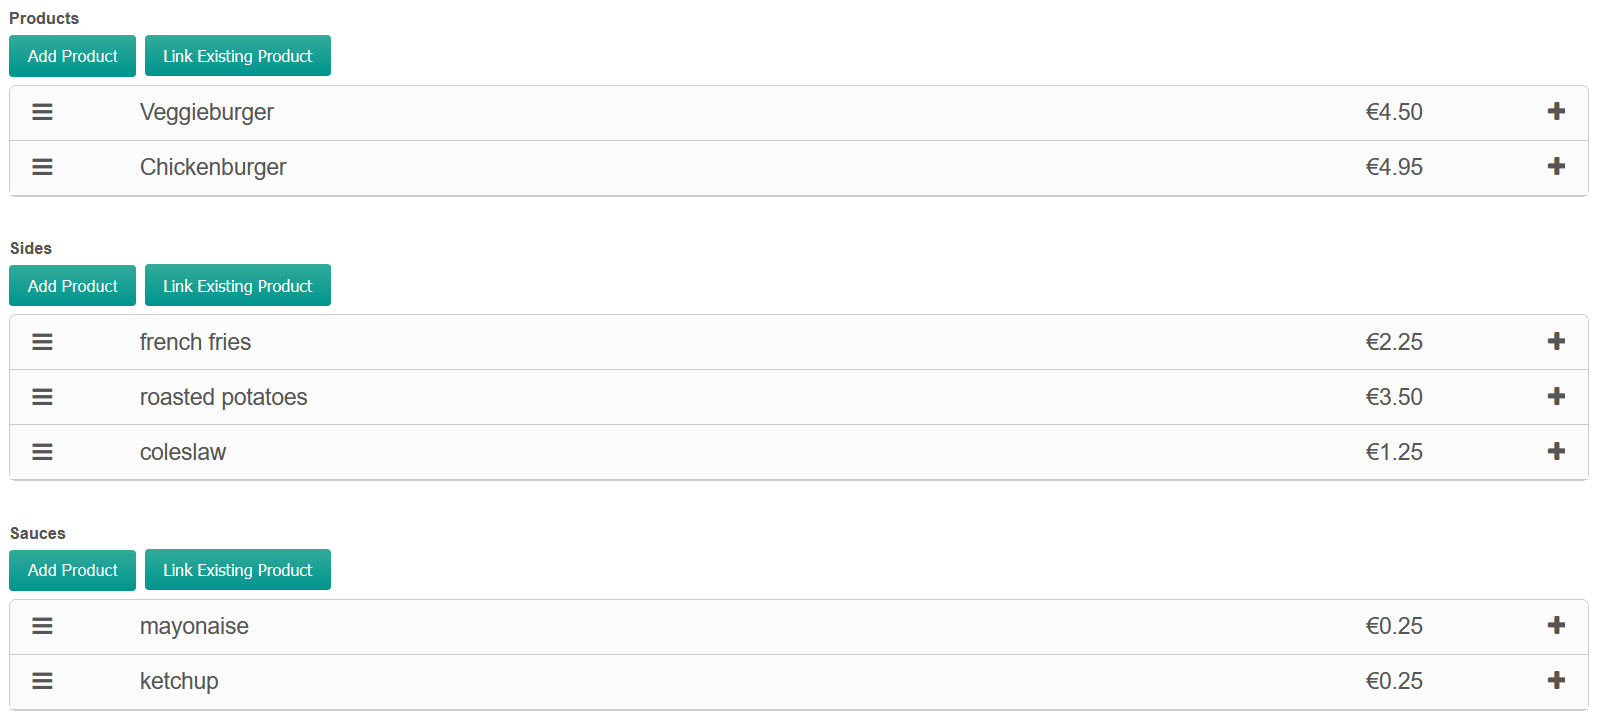 Products
Add Product Link Existing Product
Veggieburger €4.50
Chickenburger €4.95
Sides
Add Product Link Existing Product
french fries €2.25
roasted potatoes €3.50
coleslaw €1.25
Sauces
Add Product Link Existing Product
mayonaise €0.25
ketchup €0.25